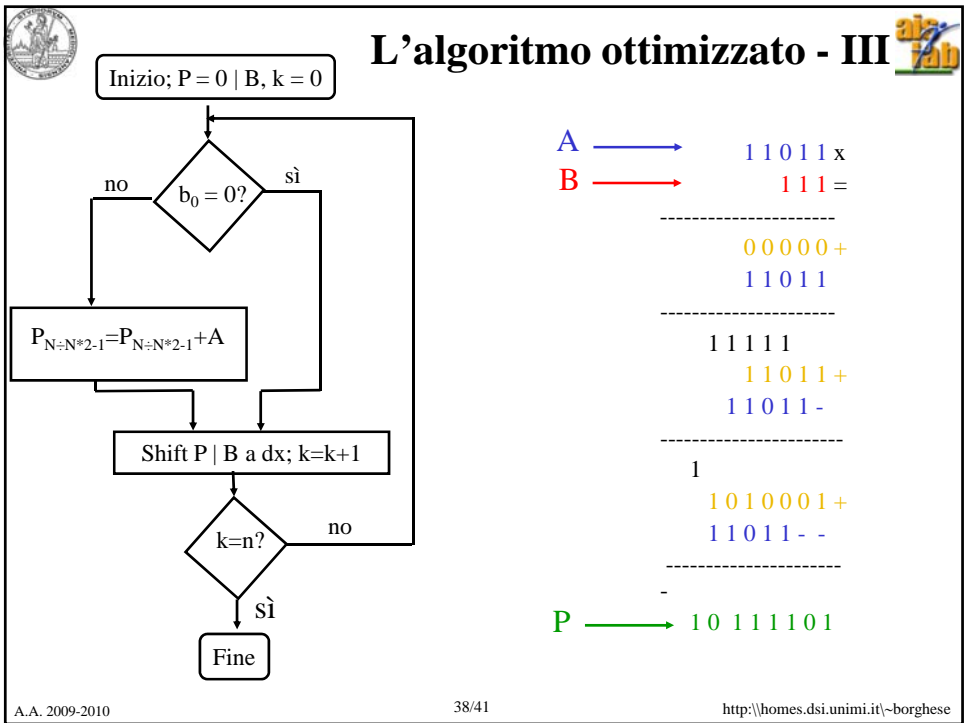 L'algoritmo ottimizzato - III
Inizio; P = 0 | B, k = 0
b0 = 0?
no
sì
PN÷N*2-1=PN÷N*2-1+A
Shift P | B a dx; k=k+1
k=n?
no
sì
Fine
A
1 1 0 1 1 x
B
1 1 1 =
----------------------
0 0 0 0 0 +
1 1 0 1 1
----------------------
1 1 1 1 1
1 1 0 1 1 +
1 1 0 1 1 -
-----------------------
1
1 0 1 0 0 0 1 +
1 1 0 1 1 - -
----------------------
-
P
1 0 1 1 1 1 0 1
A.A. 2009-2010
38/41
http:\\homes.dsi.unimi.it\~borghese
ais lab